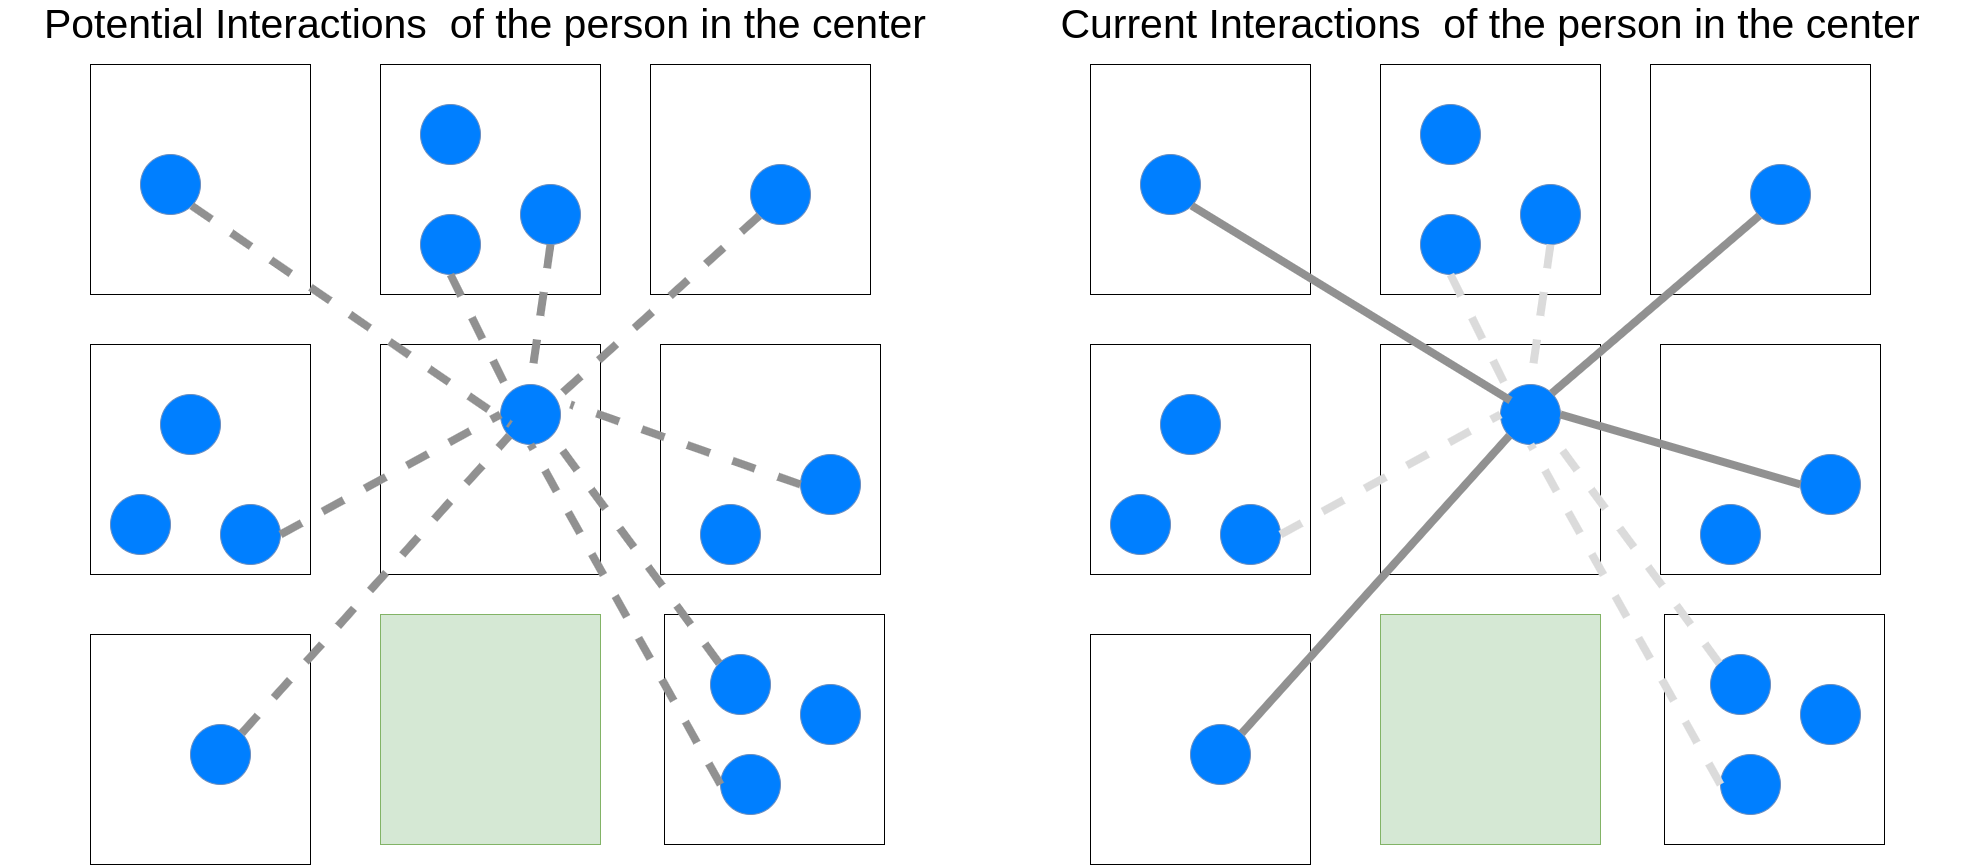 Potential Interactions  of the person in the center
Current Interactions  of the person in the center